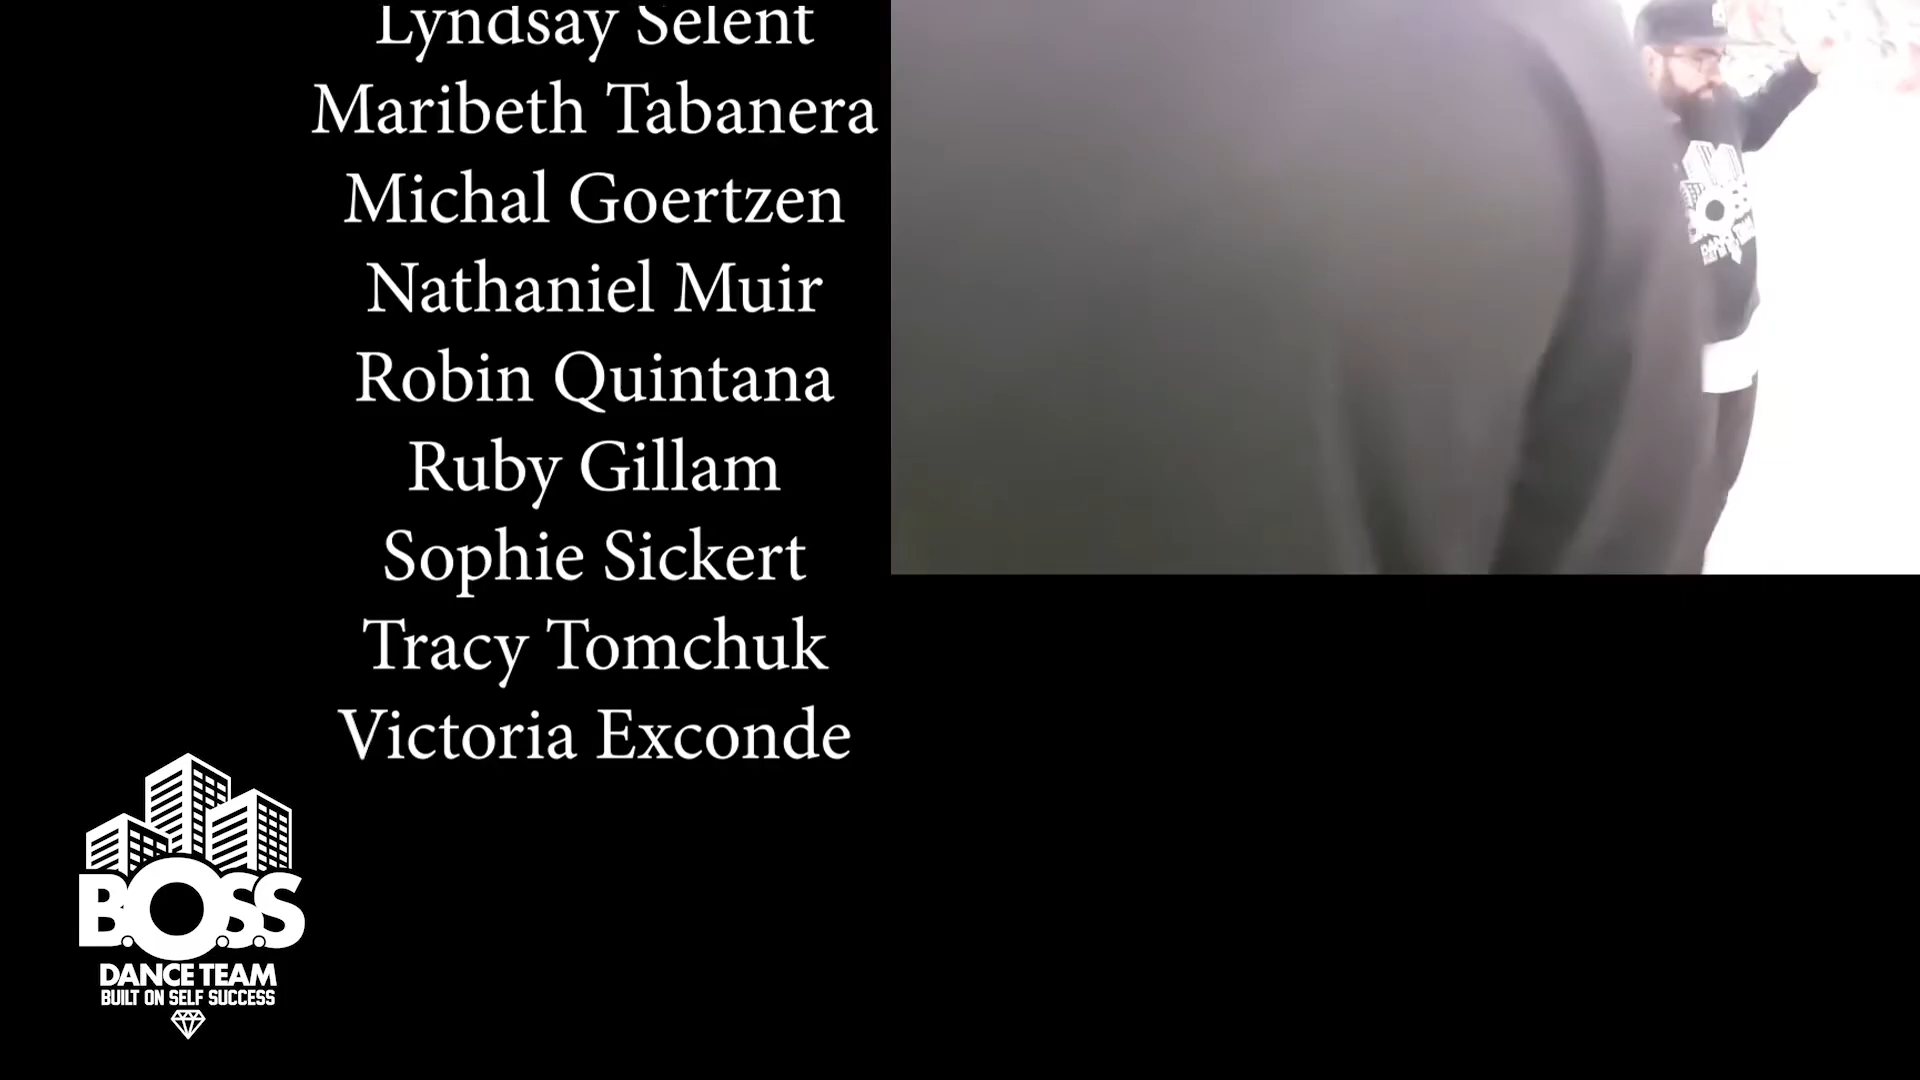 Lyndsay Selent
Maribeth Tabanera
Michal Goertzen
Nathaniel Muir
Robin Quintana
Ruby Gillam
Sophie Sickert
Tracy Tomchuk
Victoria Exconde
B.O.S.S.
DANCE TEAM
BUILT ON SELF SUCCESS